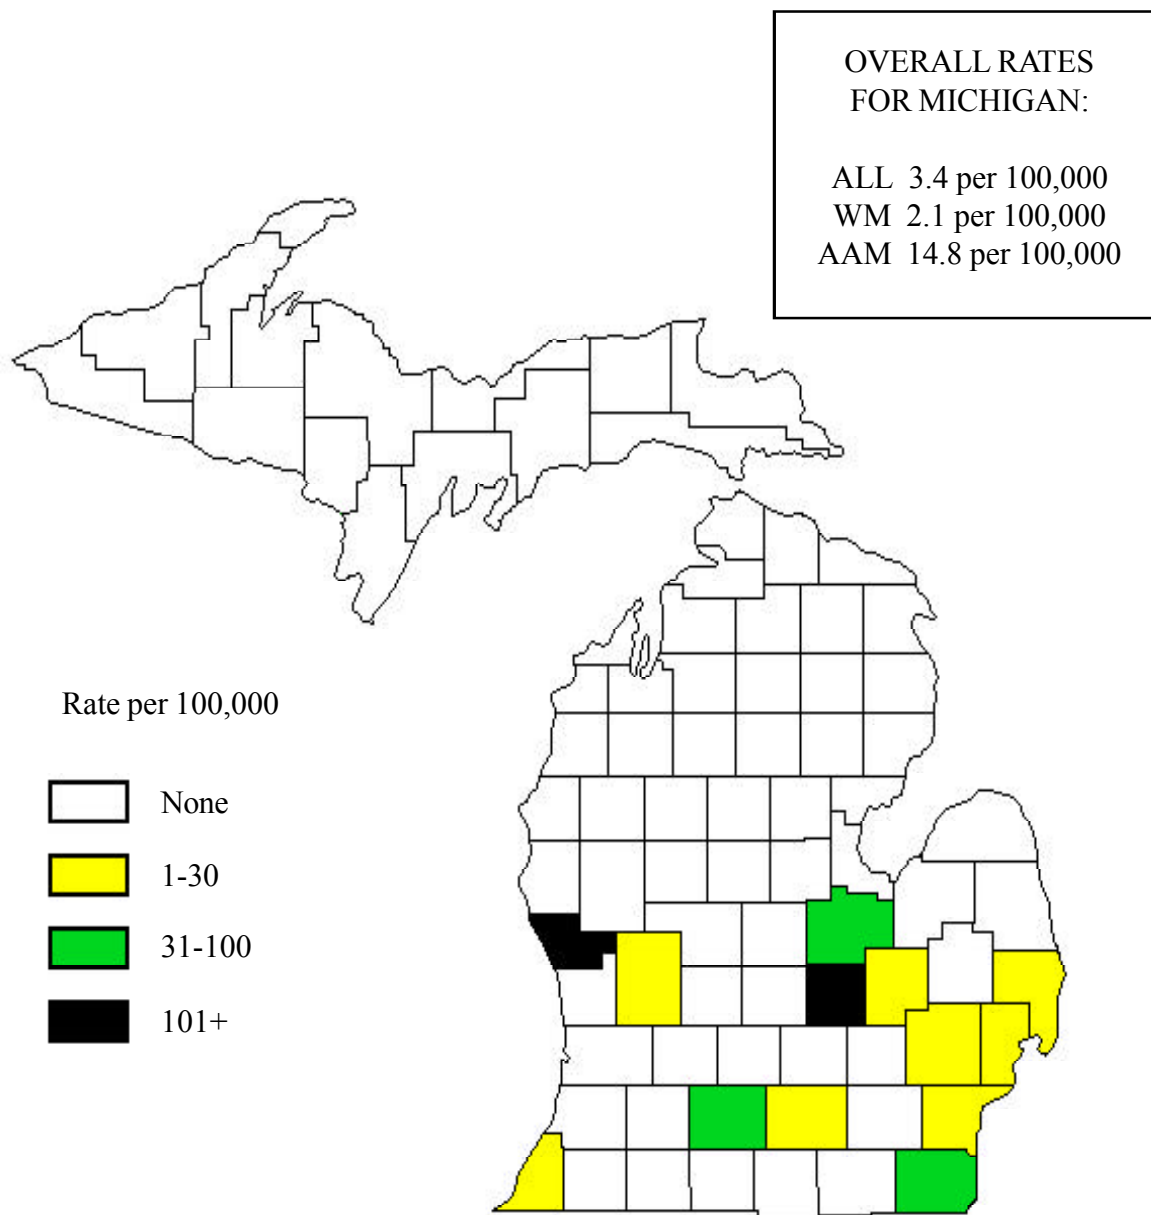 OVERALL RATES
FOR MICHIGAN:
ALL 3.4 per 100,000
WM 2.1 per 100,000
AAM 14.8 per 100,000
Rate per 100,000
None
1-30
31-100
101+